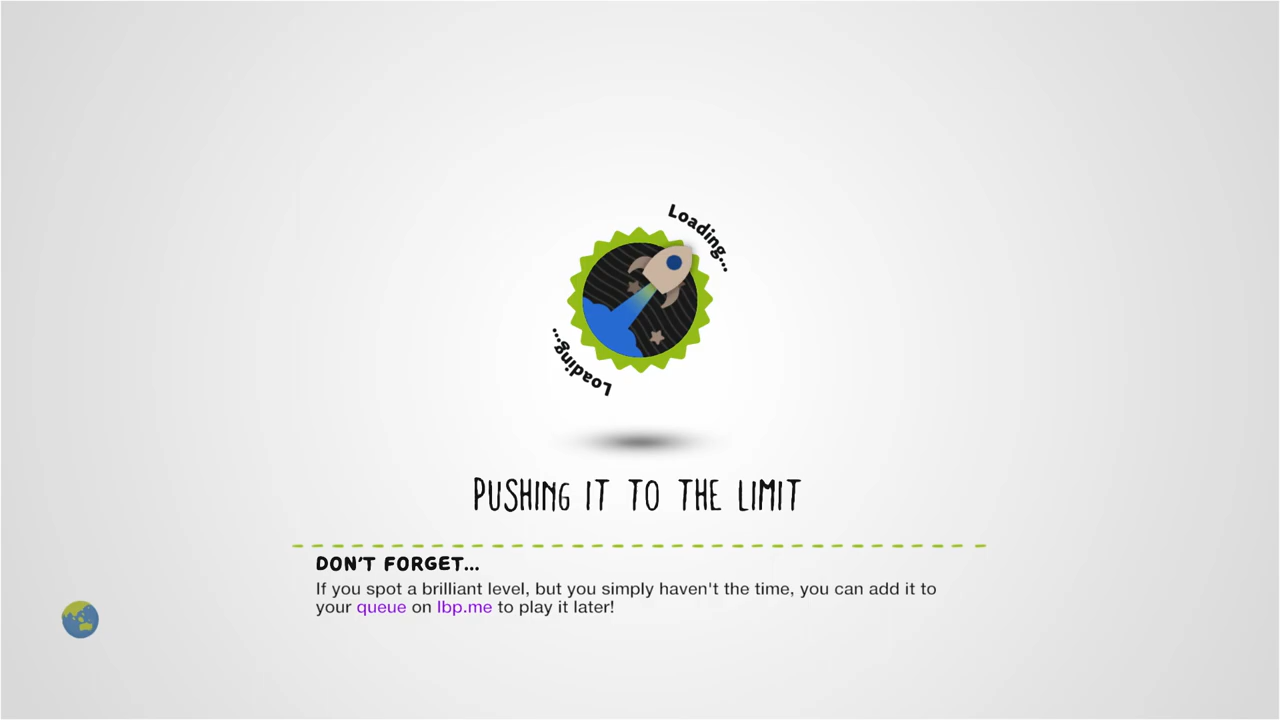 Loading...
Loading...
PUSHING IT TO THE LIMIT
DON'T FORGET...
If you spot a brilliant level, but you simply haven't the time, you can add it to
your queue on lbp.me to play it later!